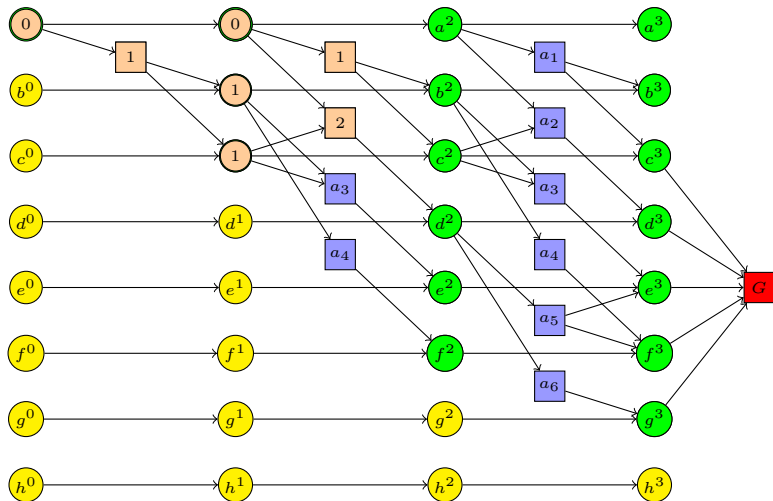 0 0 a² a³
1 1 a₁
b⁰ 1 b² b³
2 a₂
c⁰ 1 c² c³
a₃ a₃
d⁰ d¹ d² d³
a₄ a₄
e⁰ e¹ e² e³ G
a₅
f⁰ f¹ f² f³
a₆
g⁰ g¹ g² g³
h⁰ h¹ h² h³